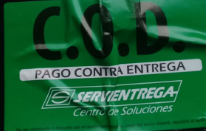 C.O.D.
PAGO CONTRA ENTREGA
SERVIENTREGA
Centro de Soluciones